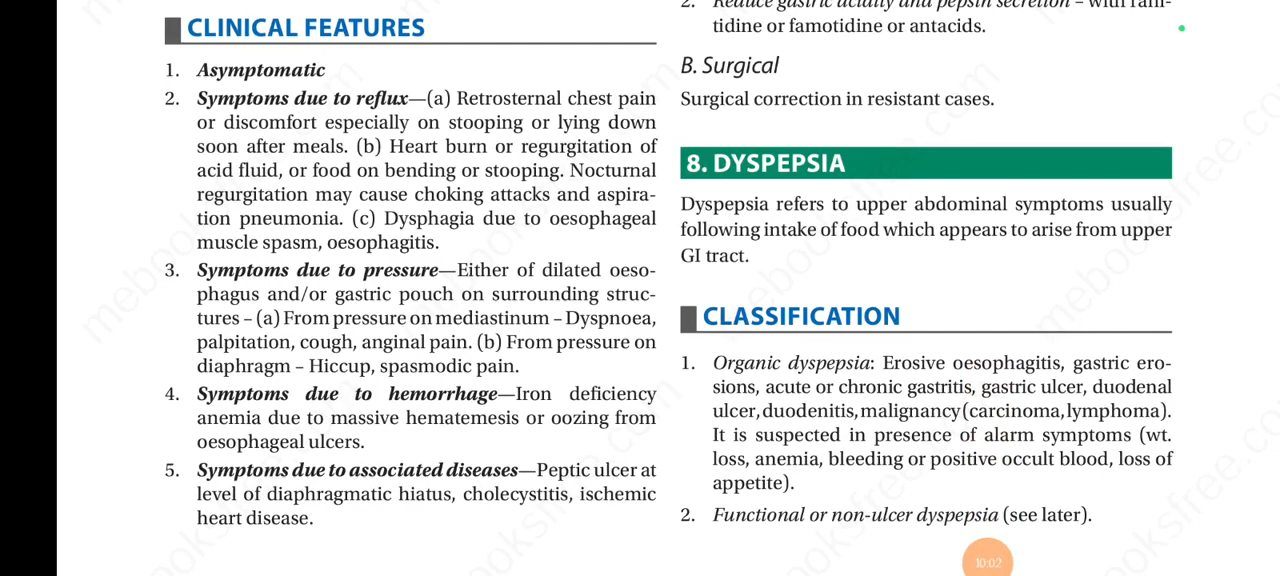 CLINICAL FEATURES
1. Asymptomatic
2. Symptoms due to reflux—(a) Retrosternal chest pain
or discomfort especially on stooping or lying down
soon after meals. (b) Heart burn or regurgitation of
acid fluid, or food on bending or stooping. Nocturnal
regurgitation may cause choking attacks and aspira-
tion pneumonia. (c) Dysphagia due to oesophageal
muscle spasm, oesophagitis.
3. Symptoms due to pressure—Either of dilated oeso-
phagus and/or gastric pouch on surrounding struc-
tures – (a) From pressure on mediastinum – Dyspnoea,
palpitation, cough, anginal pain. (b) From pressure on
diaphragm – Hiccup, spasmodic pain.
4. Symptoms due to hemorrhage—Iron deficiency
anemia due to massive hematemesis or oozing from
oesophageal ulcers.
5. Symptoms due to associated diseases—Peptic ulcer at
level of diaphragmatic hiatus, cholecystitis, ischemic
heart disease.
2. Reduce gastric acidity and pepsin secretion – with rani-
tidine or famotidine or antacids.
B. Surgical
Surgical correction in resistant cases.
8. DYSPEPSIA
Dyspepsia refers to upper abdominal symptoms usually
following intake of food which appears to arise from upper
GI tract.
CLASSIFICATION
1. Organic dyspepsia: Erosive oesophagitis, gastric ero-
sions, acute or chronic gastritis, gastric ulcer, duodenal
ulcer, duodenitis, malignancy (carcinoma, lymphoma).
It is suspected in presence of alarm symptoms (wt.
loss, anemia, bleeding or positive occult blood, loss of
appetite).
2. Functional or non-ulcer dyspepsia (see later).
10:02